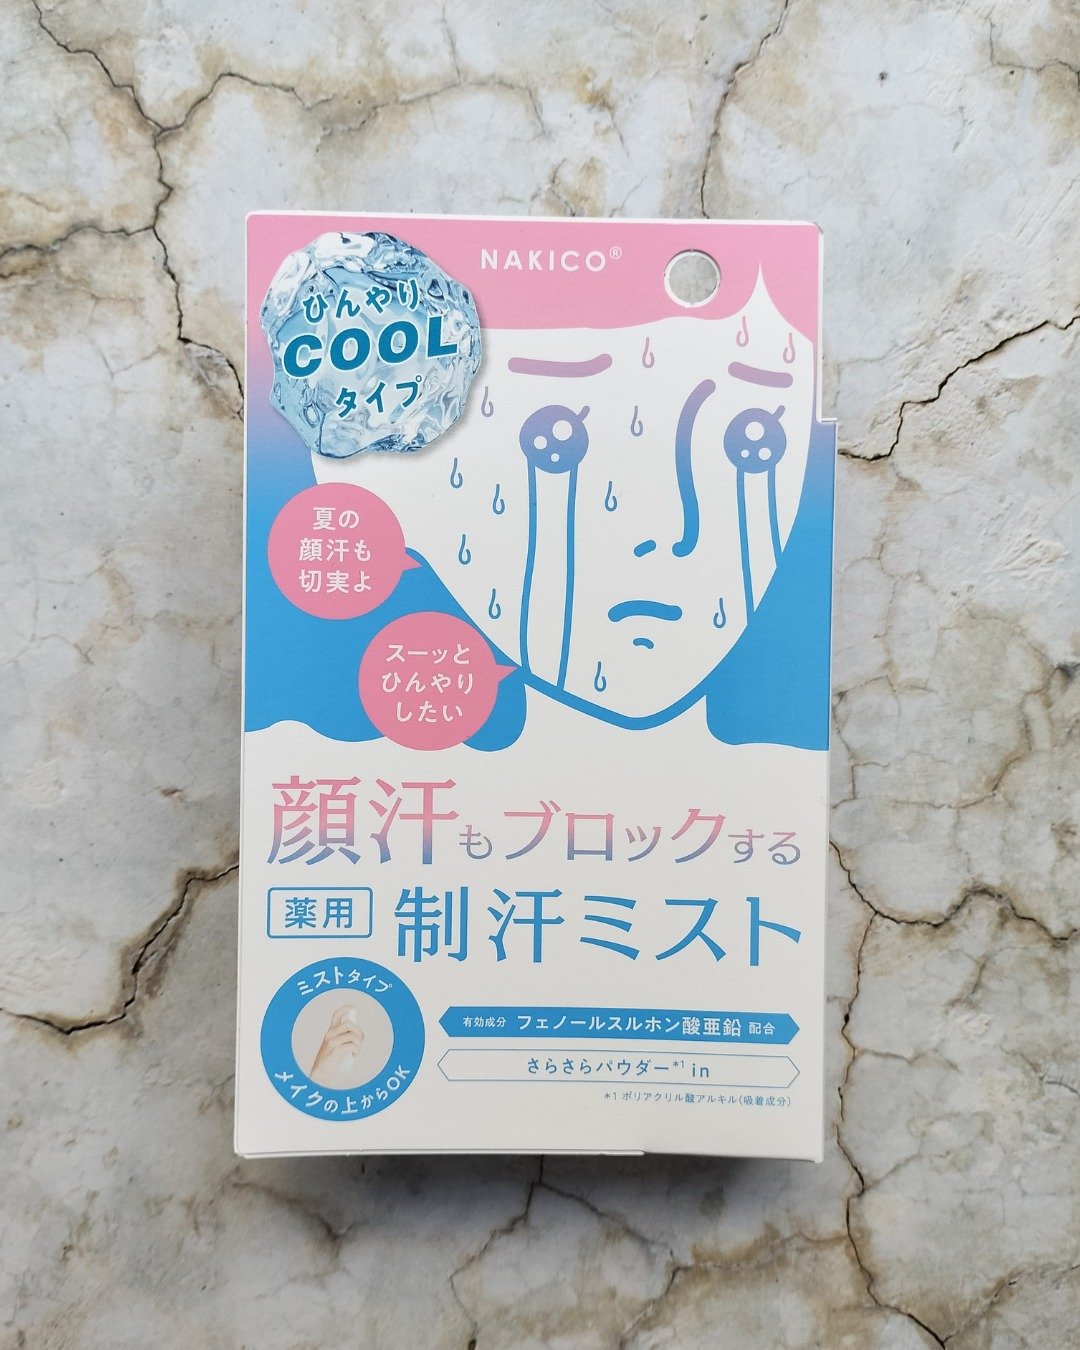 NAKICO®
ひんやり
COOL
タイプ
夏の
顔汗も
切実よ
スーッと
ひんやり
したい
顔汗もブロックする
薬用 制汗ミスト
ミストタイプ
メイクの上からOK
有効成分 フェノールスルホン酸亜鉛 配合
さらさらパウダー*1 in
*1 ポリアクリル酸アルキル(吸着成分)